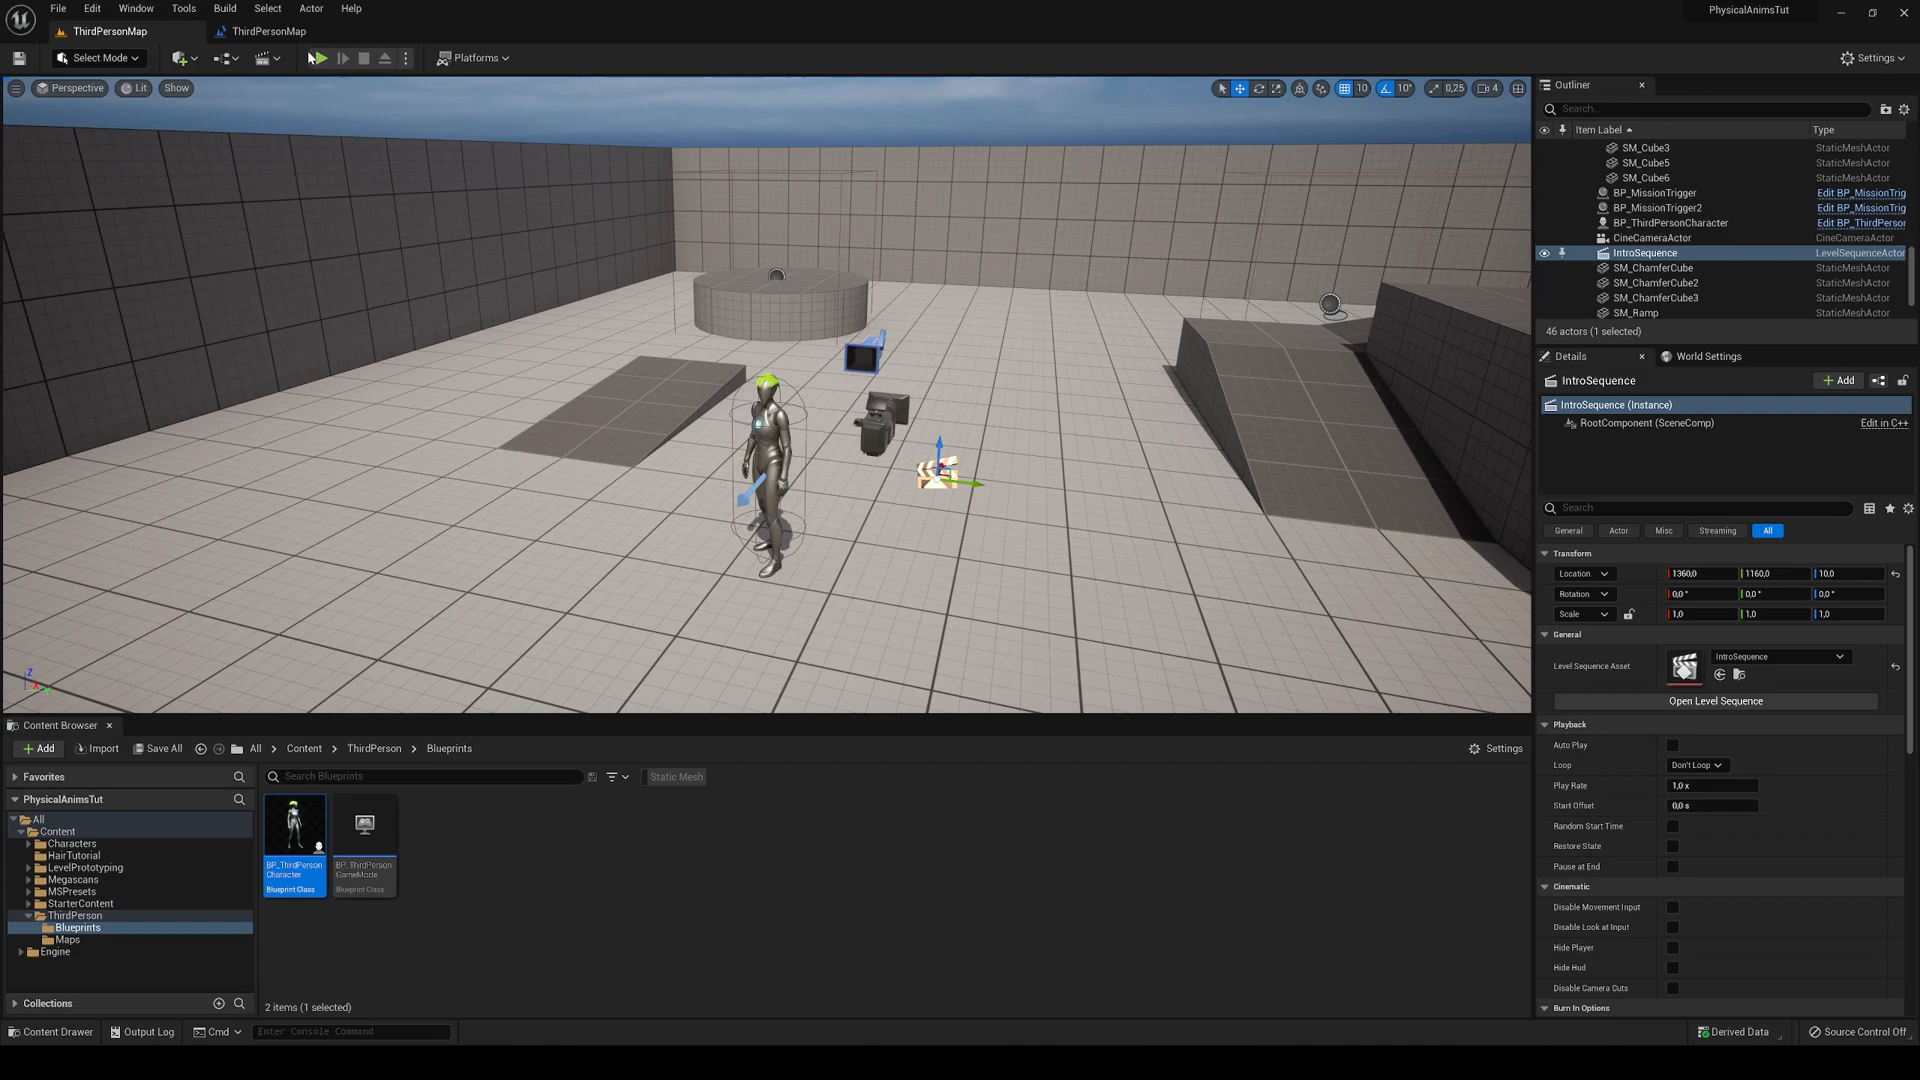 File Edit Window Tools Build Select Actor Help
PhysicalAnimsTut
ThirdPersonMap
ThirdPersonMap
Select Mode
Platforms
Settings
Perspective
Lit
Show
10
10°
0,25
4
Outliner
Search...
Item Label
Type
SM_Cube3 StaticMeshActor
SM_Cube5 StaticMeshActor
SM_Cube6 StaticMeshActor
BP_MissionTrigger Edit BP_MissionTrig
BP_MissionTrigger2 Edit BP_MissionTrig
BP_ThirdPersonCharacter Edit BP_ThirdPerson
CineCameraActor CineCameraActor
IntroSequence LevelSequenceActor
SM_ChamferCube StaticMeshActor
SM_ChamferCube2 StaticMeshActor
SM_ChamferCube3 StaticMeshActor
SM_Ramp StaticMeshActor
46 actors (1 selected)
Details
World Settings
IntroSequence
+ Add
IntroSequence (Instance)
RootComponent (SceneComp) Edit in C++
Search
General Actor Misc Streaming All
Transform
Location 1360,0 1160,0 10,0
Rotation 0,0 ° 0,0 ° 0,0 °
Scale 1,0 1,0 1,0
General
Level Sequence Asset
IntroSequence
Open Level Sequence
Playback
Auto Play
Loop Don't Loop
Play Rate 1,0 x
Start Offset 0,0 s
Random Start Time
Restore State
Pause at End
Cinematic
Disable Movement Input
Disable Look at Input
Hide Player
Hide Hud
Disable Camera Cuts
Burn In Options
Z
X
Y
Content Browser
+ Add
Import
Save All
All > Content > ThirdPerson > Blueprints
Settings
Favorites
PhysicalAnimsTut
All
Content
Characters
HairTutorial
LevelPrototyping
Megascans
MSPresets
StarterContent
ThirdPerson
Blueprints
Maps
Engine
Collections
Search Blueprints
Static Mesh
BP_ThirdPerson
Character
Blueprint Class
BP_ThirdPerson
GameMode
Blueprint Class
2 items (1 selected)
Content Drawer
Output Log
Cmd
Enter Console Command
Derived Data
Source Control Off